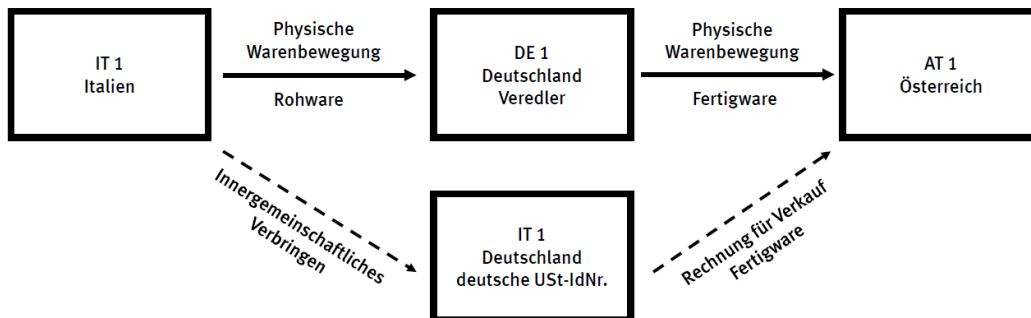 IT 1
Italien
Physische
Warenbewegung
Rohware
DE 1
Deutschland
Veredler
Physische
Warenbewegung
Fertigware
AT 1
Österreich
Innergemeinschaftliches
Verbringen
IT 1
Deutschland
deutsche USt-IdNr.
Rechnung für Verkauf
Fertigware